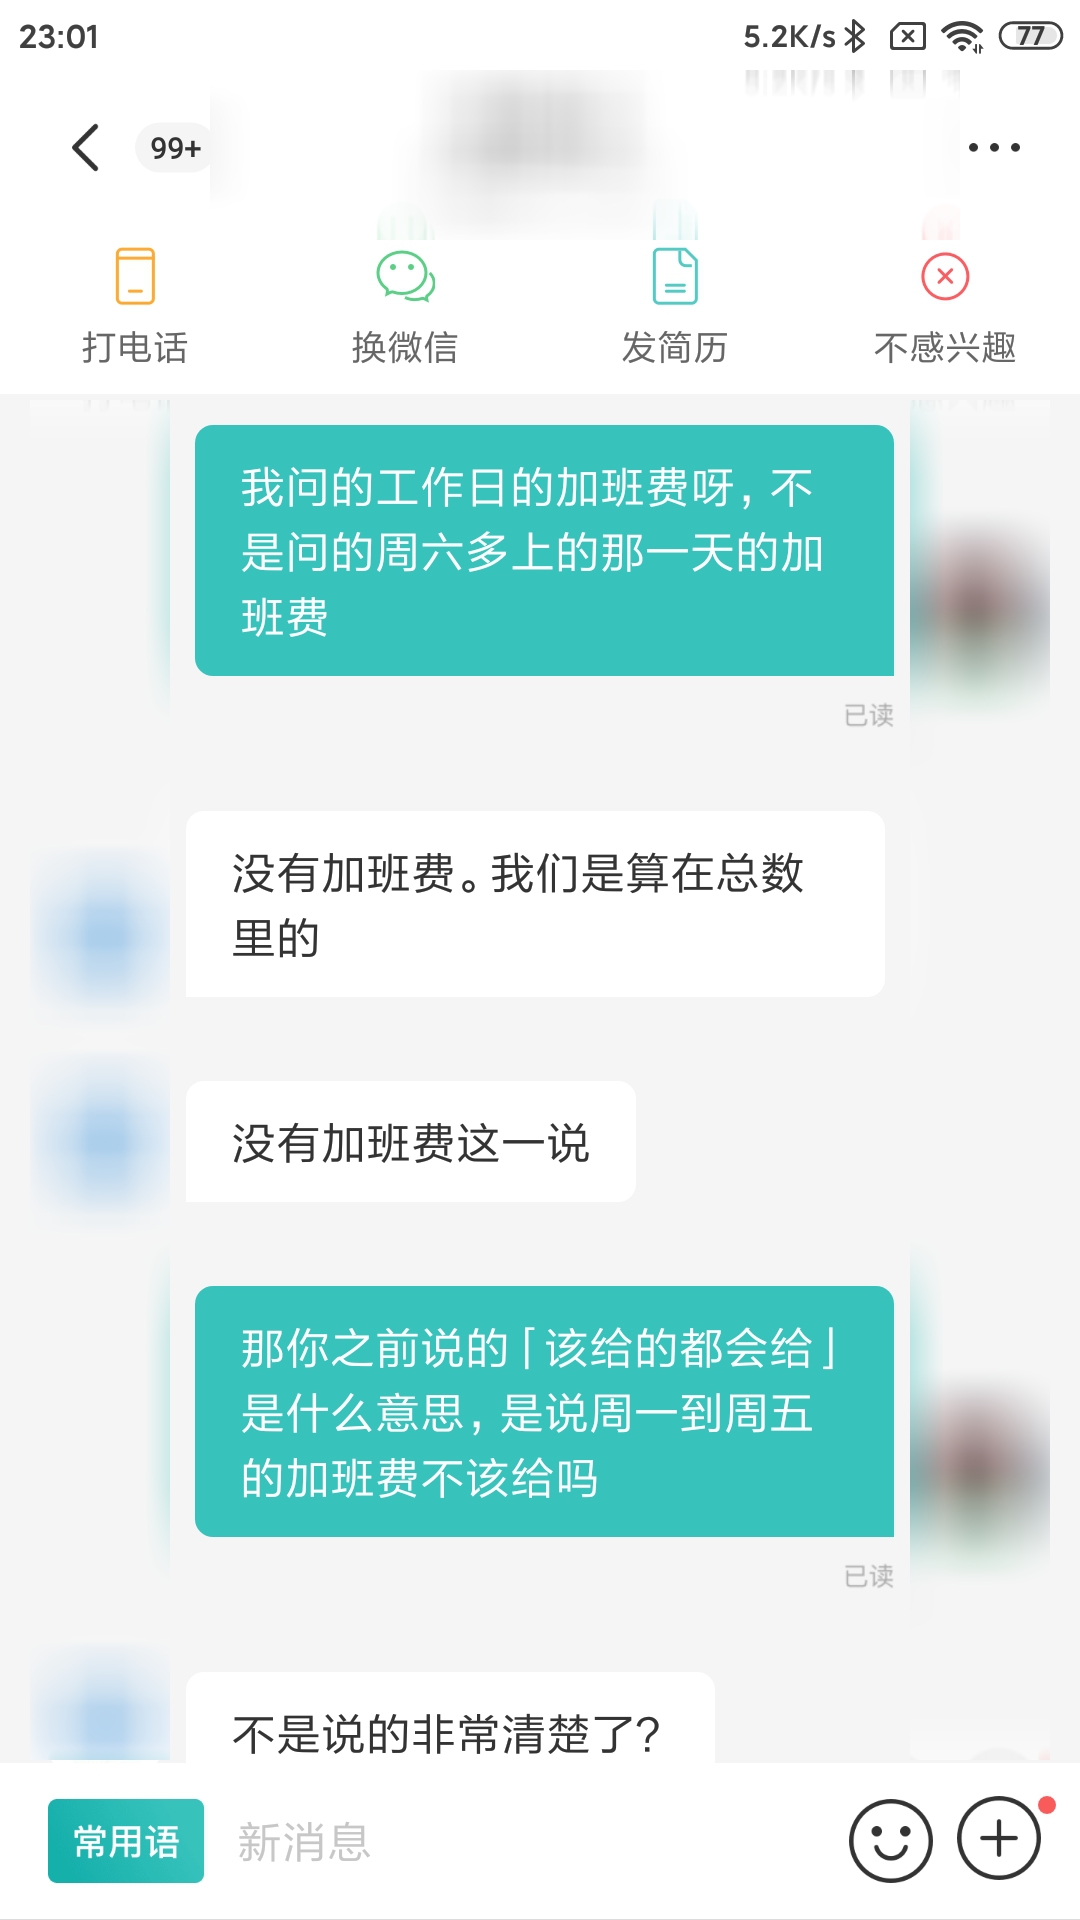 23:01
5.2K/s
77
99+
打电话
换微信
发简历
不感兴趣
我问的工作日的加班费呀，不
是问的周六多上的那一天的加
班费
已读
没有加班费。我们是算在总数
里的
没有加班费这一说
那你之前说的「该给的都会给」
是什么意思，是说周一到周五
的加班费不该给吗
已读
不是说的非常清楚了？
常用语
新消息